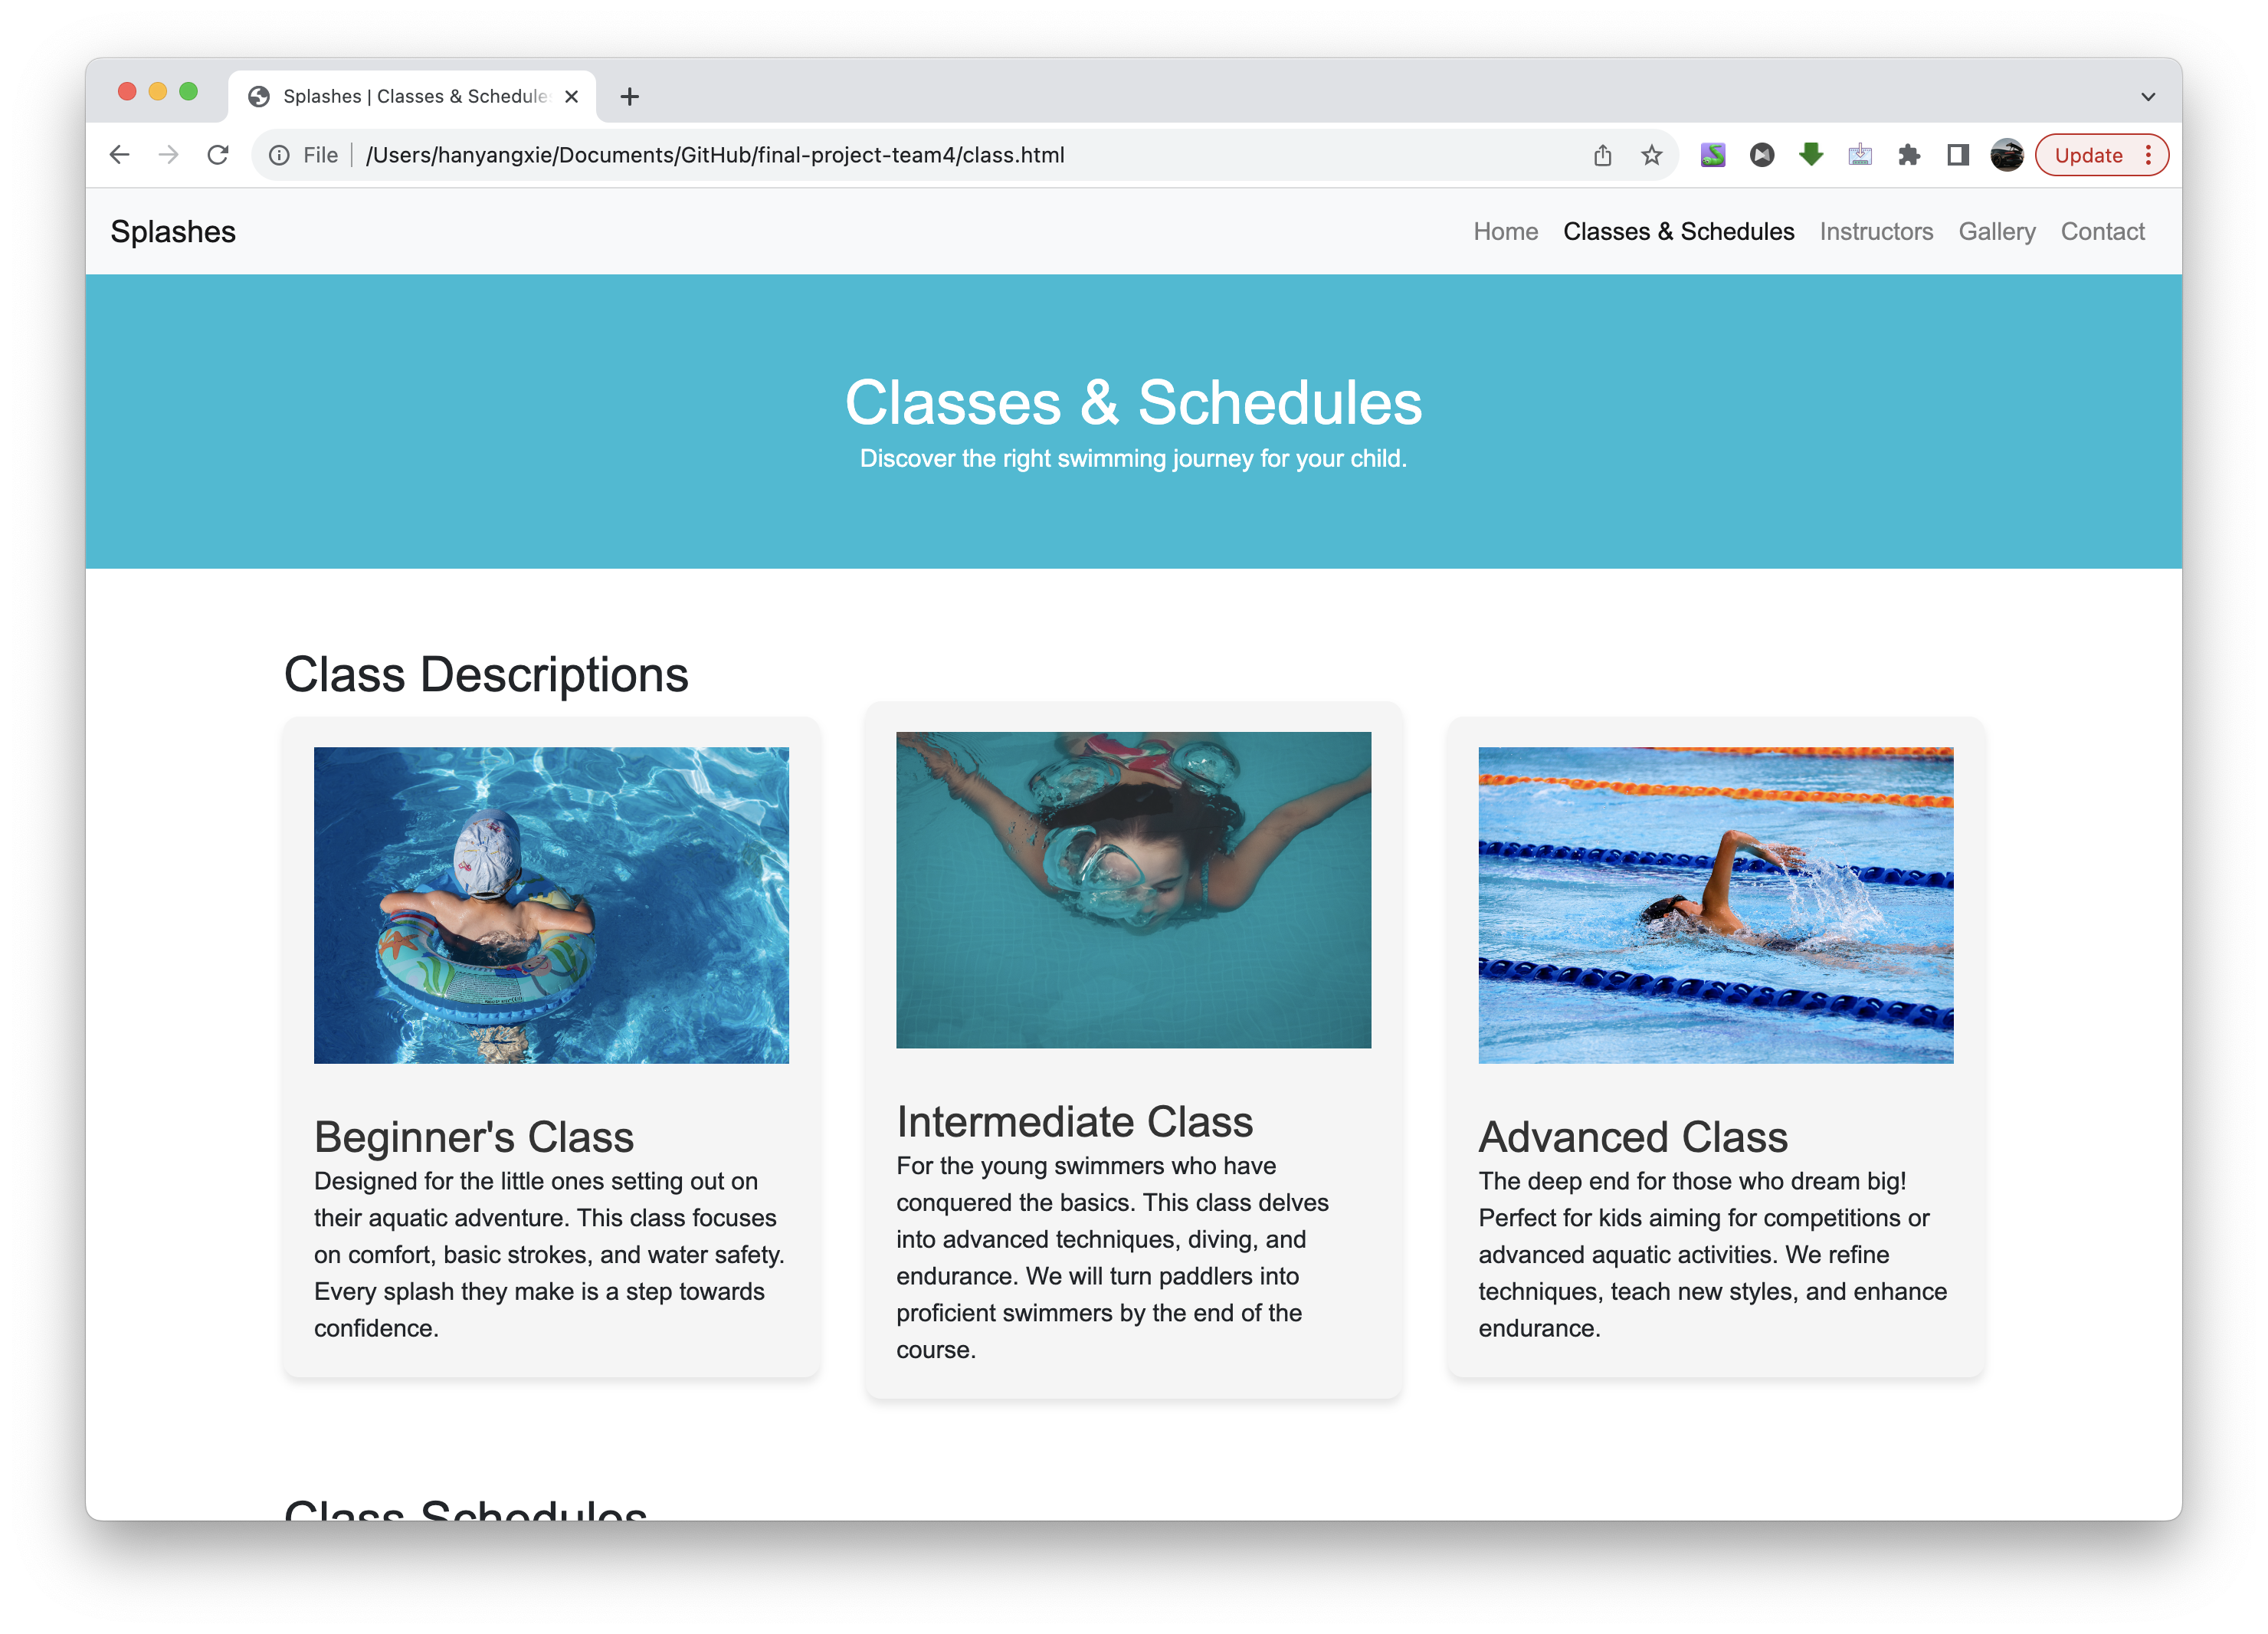 Splashes | Classes & Schedules
File
/Users/hanyangxie/Documents/GitHub/final-project-team4/class.html
Update
Splashes
Home
Classes & Schedules
Instructors
Gallery
Contact
Classes & Schedules
Discover the right swimming journey for your child.
Class Descriptions
Beginner's Class
Designed for the little ones setting out on
their aquatic adventure. This class focuses
on comfort, basic strokes, and water safety.
Every splash they make is a step towards
confidence.
Intermediate Class
For the young swimmers who have
conquered the basics. This class delves
into advanced techniques, diving, and
endurance. We will turn paddlers into
proficient swimmers by the end of the
course.
Advanced Class
The deep end for those who dream big!
Perfect for kids aiming for competitions or
advanced aquatic activities. We refine
techniques, teach new styles, and enhance
endurance.
Class Schedules